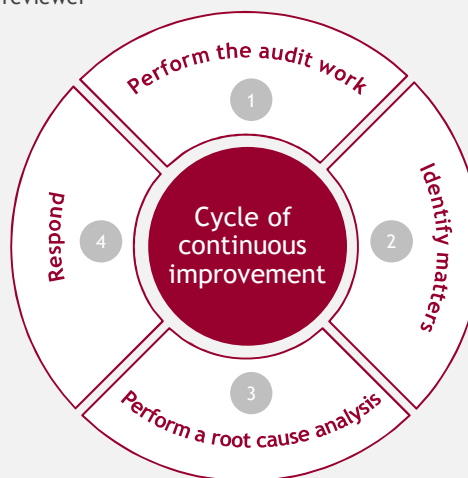 reviewer
Perform the audit work
1
Identify matters
2
Perform a root cause analysis
3
Respond
4
Cycle of
continuous
improvement